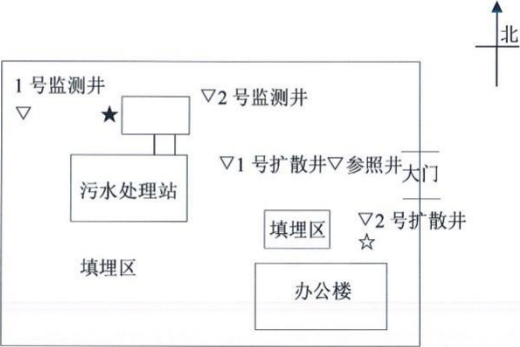 北
1 号监测井
▽
★
▽2 号监测井
▽1 号扩散井▽参照井
大门
污水处理站
填埋区
▽2 号扩散井
☆
填埋区
办公楼